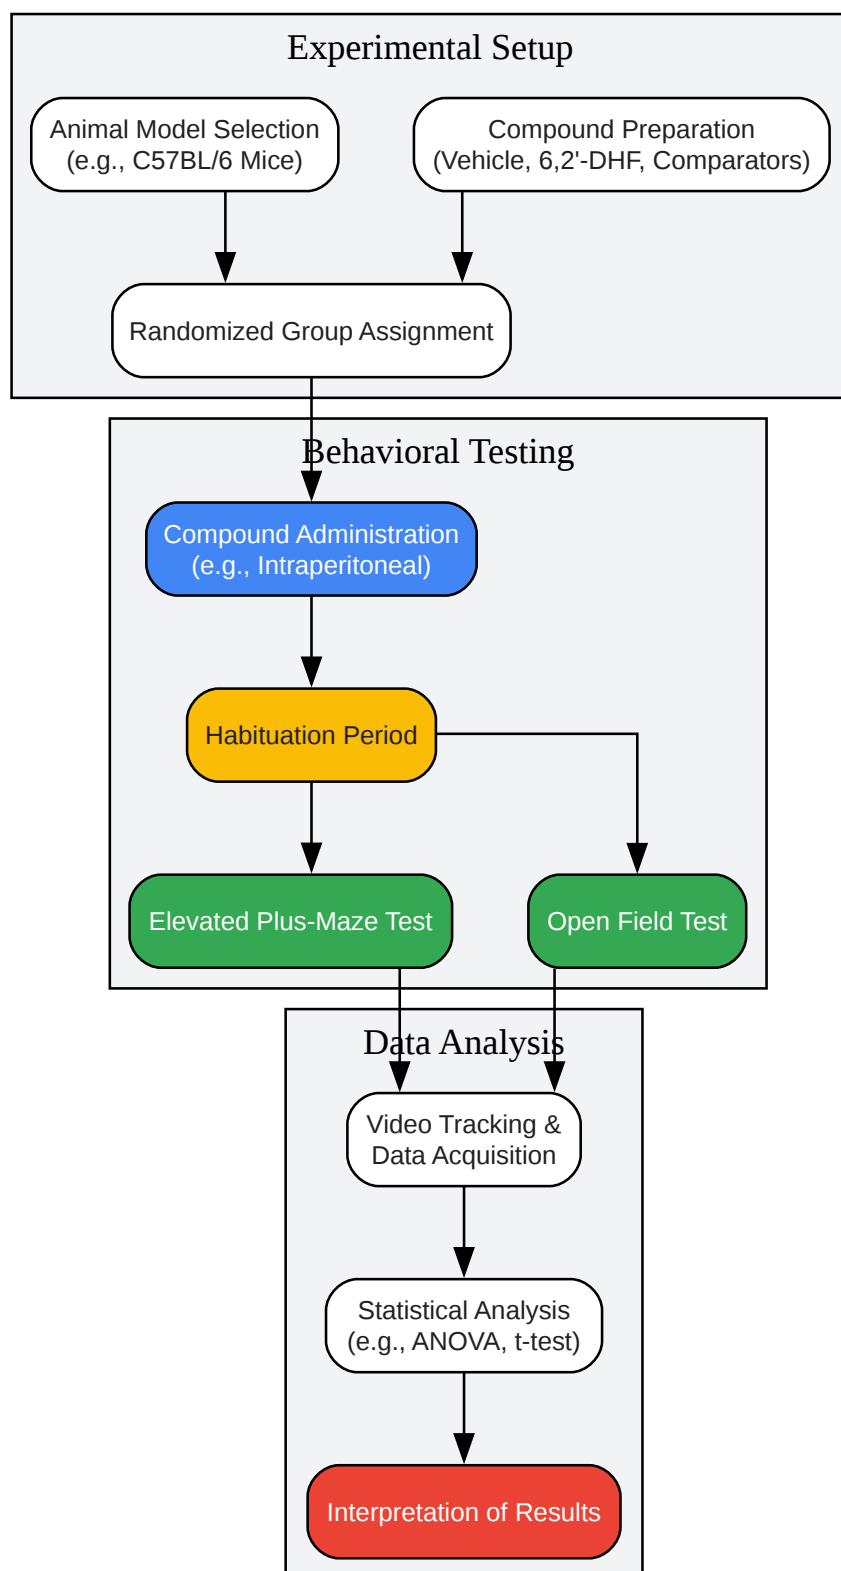 Experimental Setup
Animal Model Selection
(e.g., C57BL/6 Mice)
Compound Preparation
(Vehicle, 6,2'-DHF, Comparators)
Randomized Group Assignment
Behavioral Testing
Compound Administration
(e.g., Intraperitoneal)
Habituation Period
Elevated Plus-Maze Test
Open Field Test
Data Analysis
Video Tracking &
Data Acquisition
Statistical Analysis
(e.g., ANOVA, t-test)
Interpretation of Results